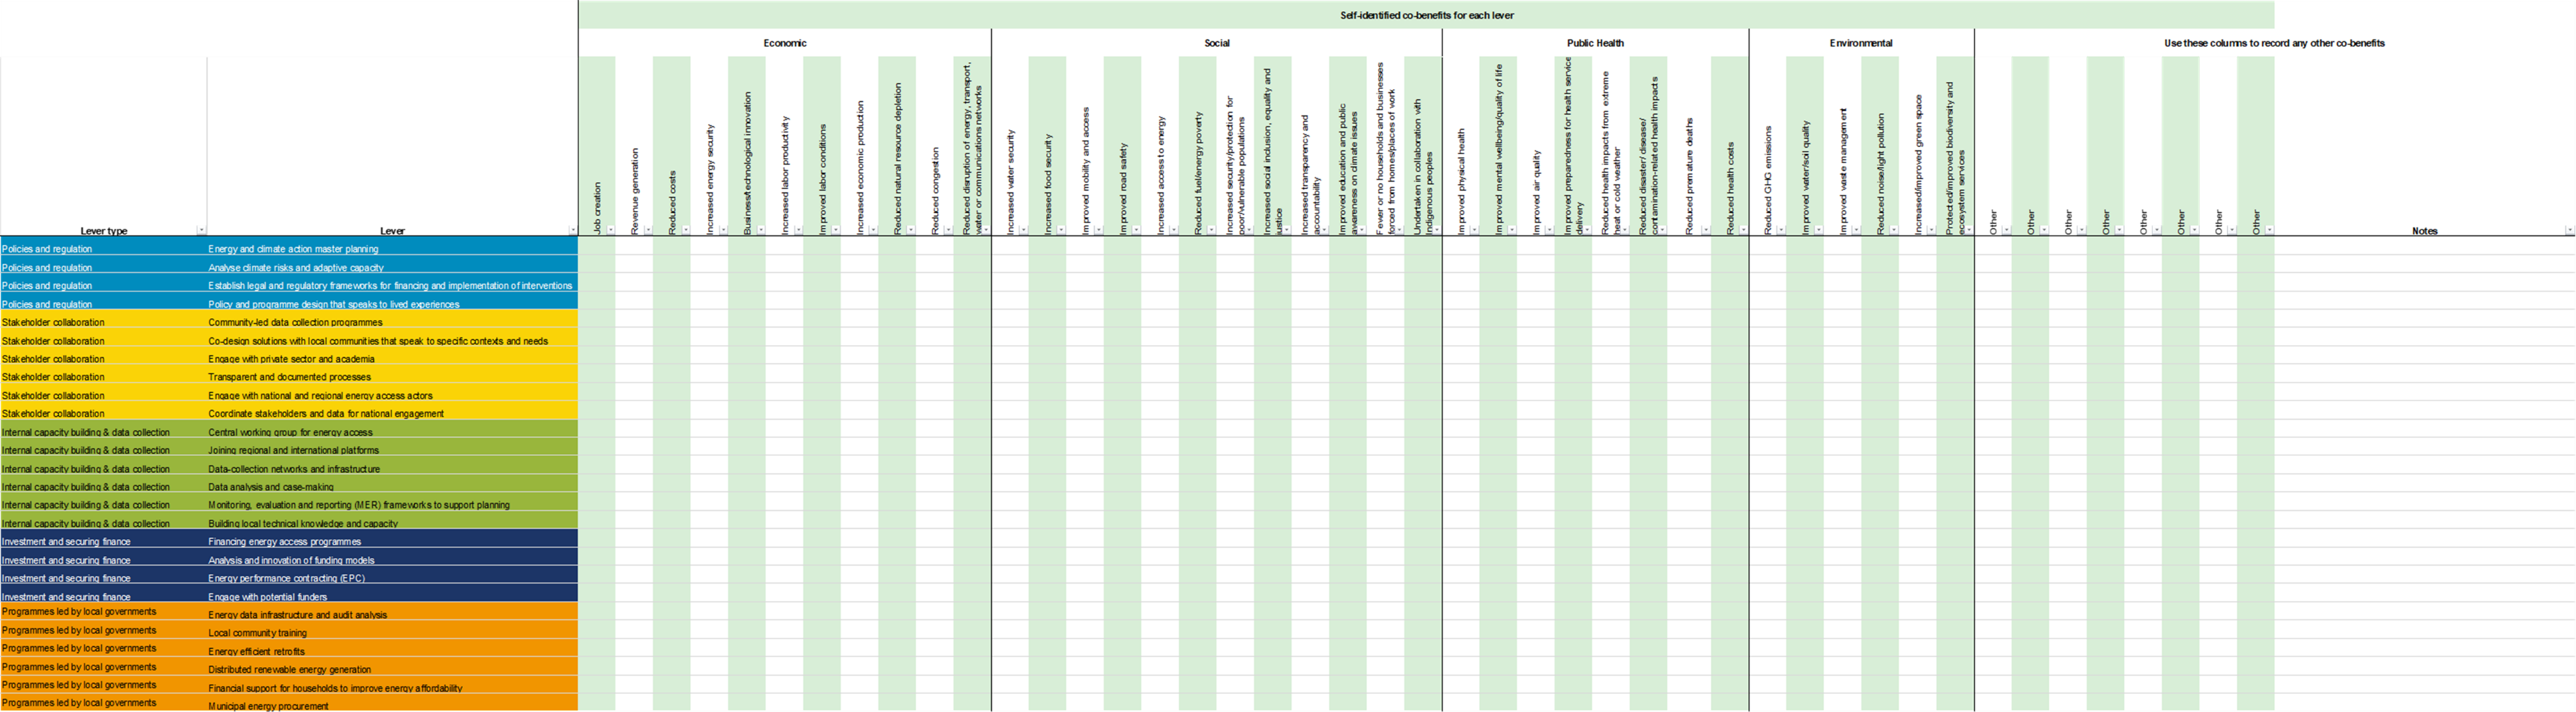 Self-identified co-benefits for each lever
Economic
Social
Public Health
Environmental
Use these columns to record any other co-benefits
Lever type
Lever
Job creation
Revenue generation
Reduced costs
Increased energy security
Business/technological innovation
Increased labor productivity
Improved labor conditions
Increased economic production
Reduced natural resource depletion
Reduced congestion
Reduced disruption of energy, transport,
water or communications networks
Increased water security
Increased food security
Improved mobility and access
Improved road safety
Increased access to energy
Reduced fuel/energy poverty
Increased security/protection for
poor/vulnerable populations
Increased social inclusion, equality and
justice
Increased transparency and
accountability
Improved education and public
awareness on climate issues
Fewer or no households and businesses
forced from homes/places of work
Undertaken in collaboration with
Indigenous peoples
Improved physical health
Improved mental wellbeing/quality of life
Improved air quality
Improved preparedness for health service
delivery
Reduced health impacts from extreme
heat or cold weather
Reduced disaster/ disease/
contamination-related health impacts
Reduced premature deaths
Reduced health costs
Reduced GHG emissions
Improved water/soil quality
Improved waste management
Reduced noise/light pollution
Increased/improved green space
Protected/improved biodiversity and
ecosystem services
Other
Other
Other
Other
Other
Other
Other
Other
Notes
Policies and regulation Energy and climate action master planning
Policies and regulation Analyse climate risks and adaptive capacity
Policies and regulation Establish legal and regulatory frameworks for financing and implementation of interventions
Policies and regulation Policy and programme design that speaks to lived experiences
Stakeholder collaboration Community-led data collection programmes
Stakeholder collaboration Co-design solutions with local communities that speak to specific contexts and needs
Stakeholder collaboration Engage with private sector and academia
Stakeholder collaboration Transparent and documented processes
Stakeholder collaboration Engage with national and regional energy access actors
Stakeholder collaboration Coordinate stakeholders and data for national engagement
Internal capacity building & data collection Central working group for energy access
Internal capacity building & data collection Joining regional and international platforms
Internal capacity building & data collection Data-collection networks and infrastructure
Internal capacity building & data collection Data analysis and case-making
Internal capacity building & data collection Monitoring, evaluation and reporting (MER) frameworks to support planning
Internal capacity building & data collection Building local technical knowledge and capacity
Investment and securing finance Financing energy access programmes
Investment and securing finance Analysis and innovation of funding models
Investment and securing finance Energy performance contracting (EPC)
Investment and securing finance Engage with potential funders
Programmes led by local governments Energy data infrastructure and audit analysis
Programmes led by local governments Local community training
Programmes led by local governments Energy efficient retrofits
Programmes led by local governments Distributed renewable energy generation
Programmes led by local governments Financial support for households to improve energy affordability
Programmes led by local governments Municipal energy procurement